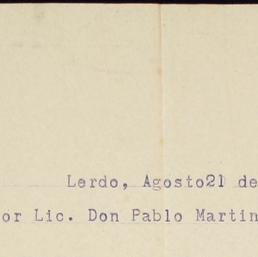 Lerdo, Agosto21 de
or Lic. Don Pablo Martin